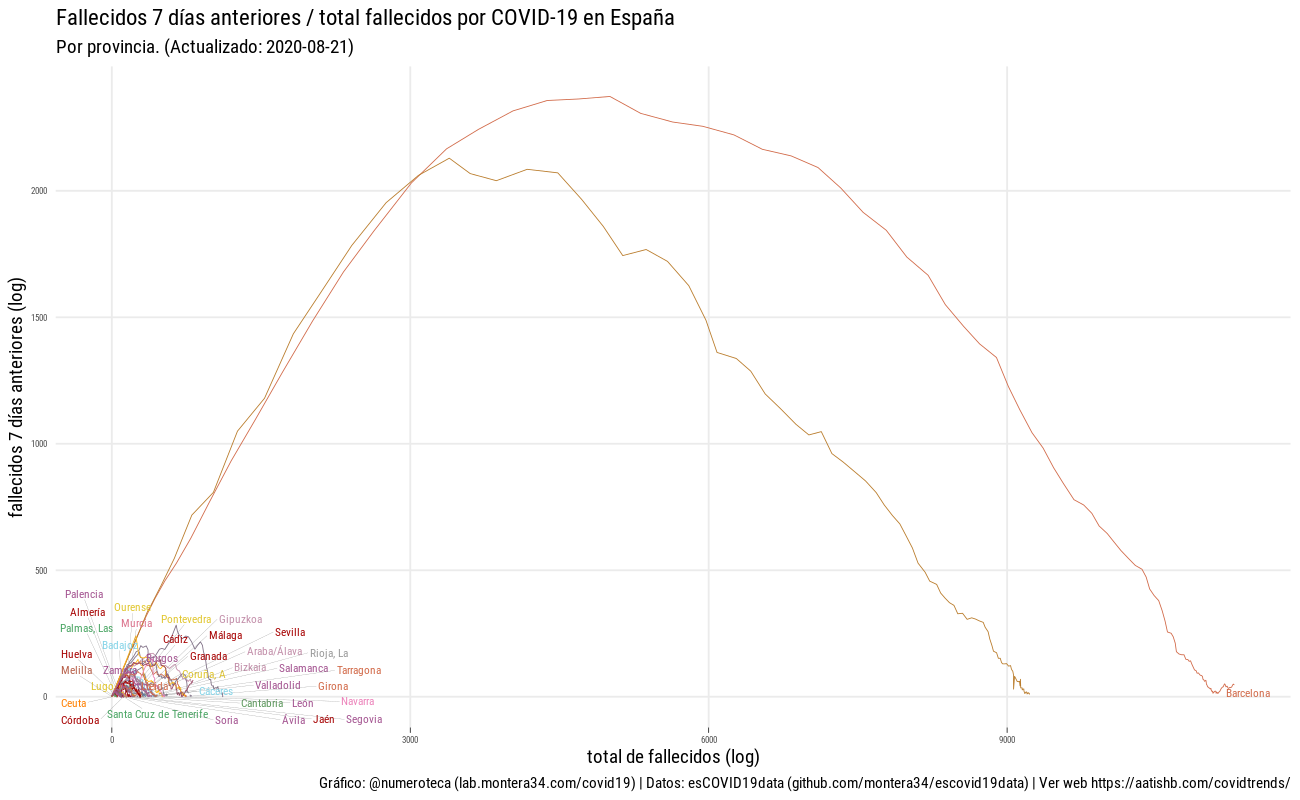 Fallecidos 7 días anteriores / total fallecidos por COVID-19 en España
Por provincia. (Actualizado: 2020-08-21)
fallecidos 7 días anteriores (log)
2000
1500
1000
500
0
Palencia
Almería
Ourense
Palmas, Las
Murcia
Pontevedra
Gipuzkoa
Badajoz
Cádiz
Málaga
Sevilla
Huelva
Burgos
Granada
Araba/Álava
Rioja, La
Melilla
Zamora
Coruña, A
Bizkaia
Salamanca
Tarragona
Lugo
Cáceres
Valladolid
Girona
Ceuta
Cantabria
León
Navarra
Córdoba
Santa Cruz de Tenerife
Soria
Ávila
Jaén
Segovia
Barcelona
0
3000
6000
9000
total de fallecidos (log)
Gráfico: @numeroteca (lab.montera34.com/covid19) | Datos: esCOVID19data (github.com/montera34/escovid19data) | Ver web https://aatishb.com/covidtrends/